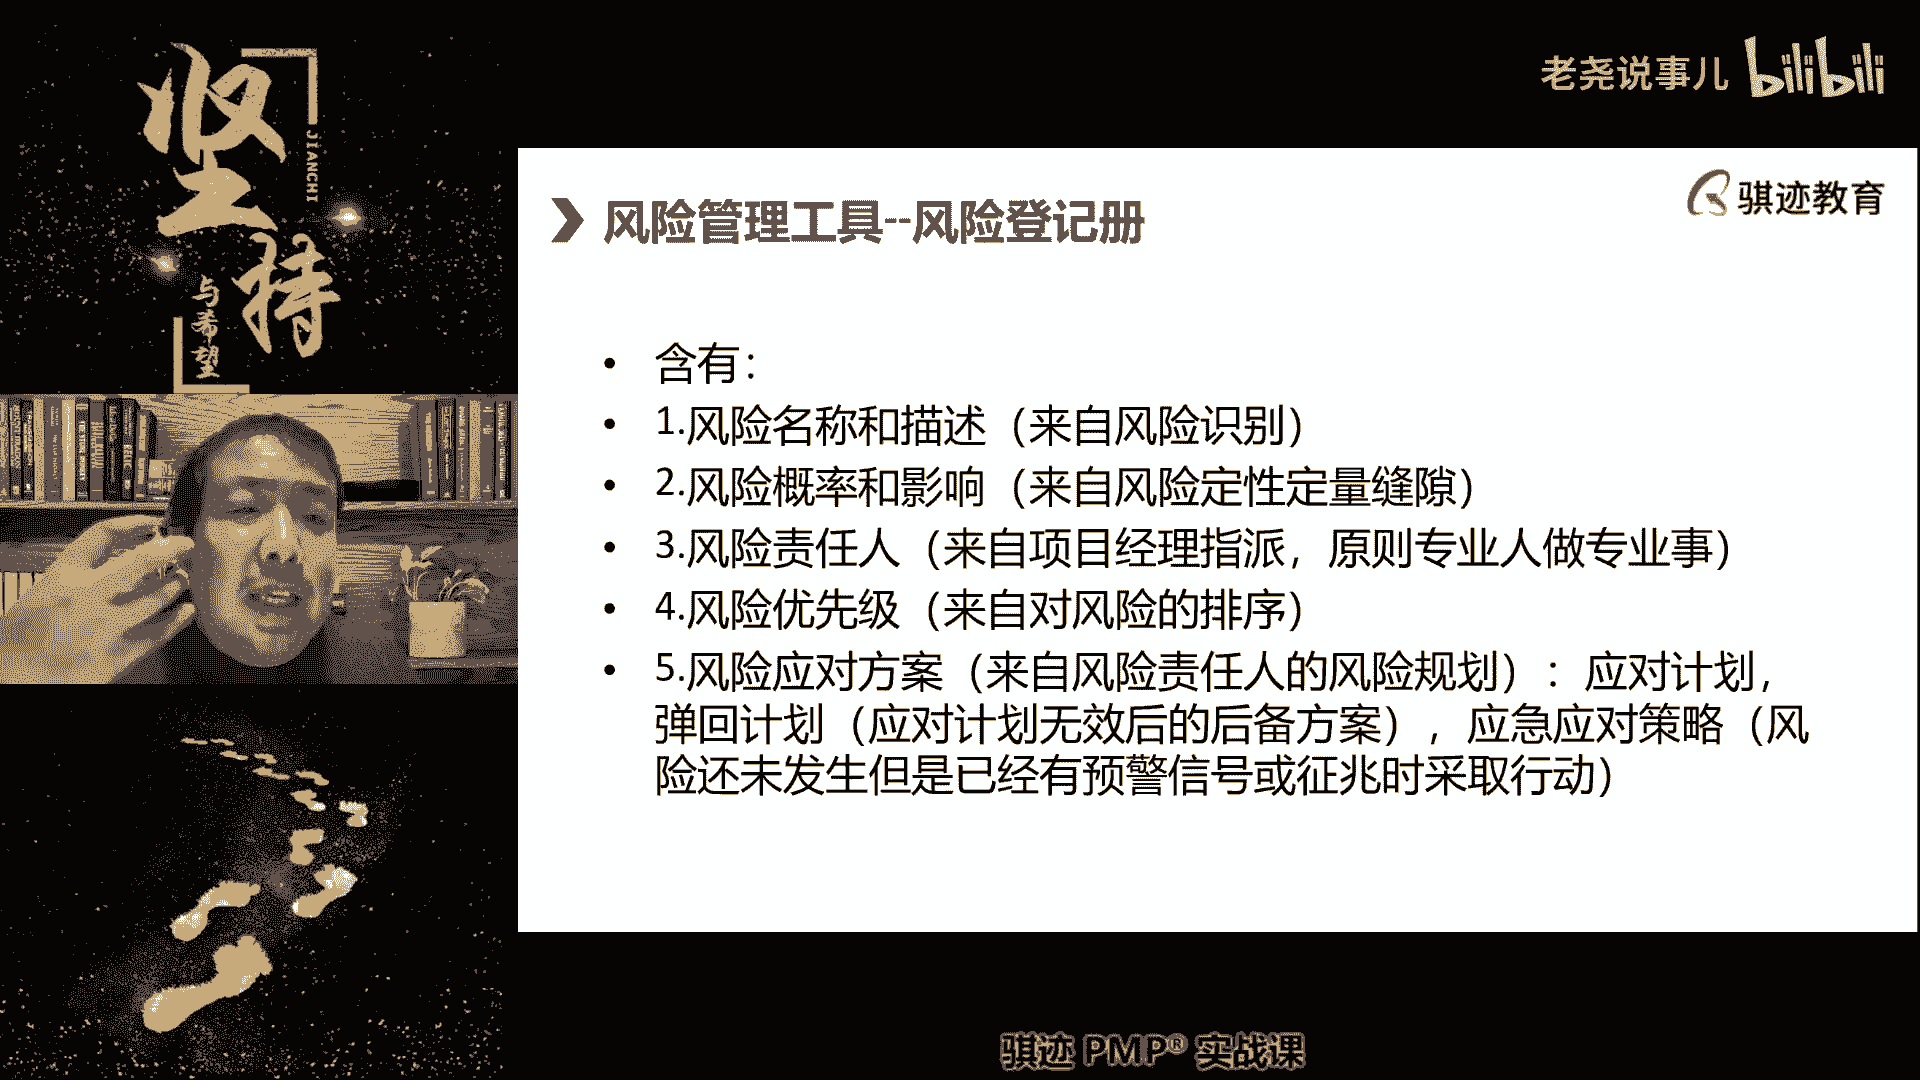 坚持
JIANCHI
与希望
老尧说事儿 bilibili
骐迹教育
风险管理工具--风险登记册
• 含有：
• 1.风险名称和描述（来自风险识别）
• 2.风险概率和影响（来自风险定性定量缝隙）
• 3.风险责任人（来自项目经理指派，原则专业人做专业事）
• 4.风险优先级（来自对风险的排序）
• 5.风险应对方案（来自风险责任人的风险规划）：应对计划，
弹回计划（应对计划无效后的后备方案），应急应对策略（风
险还未发生但是已经有预警信号或征兆时采取行动）
骐迹 PMP® 实战课